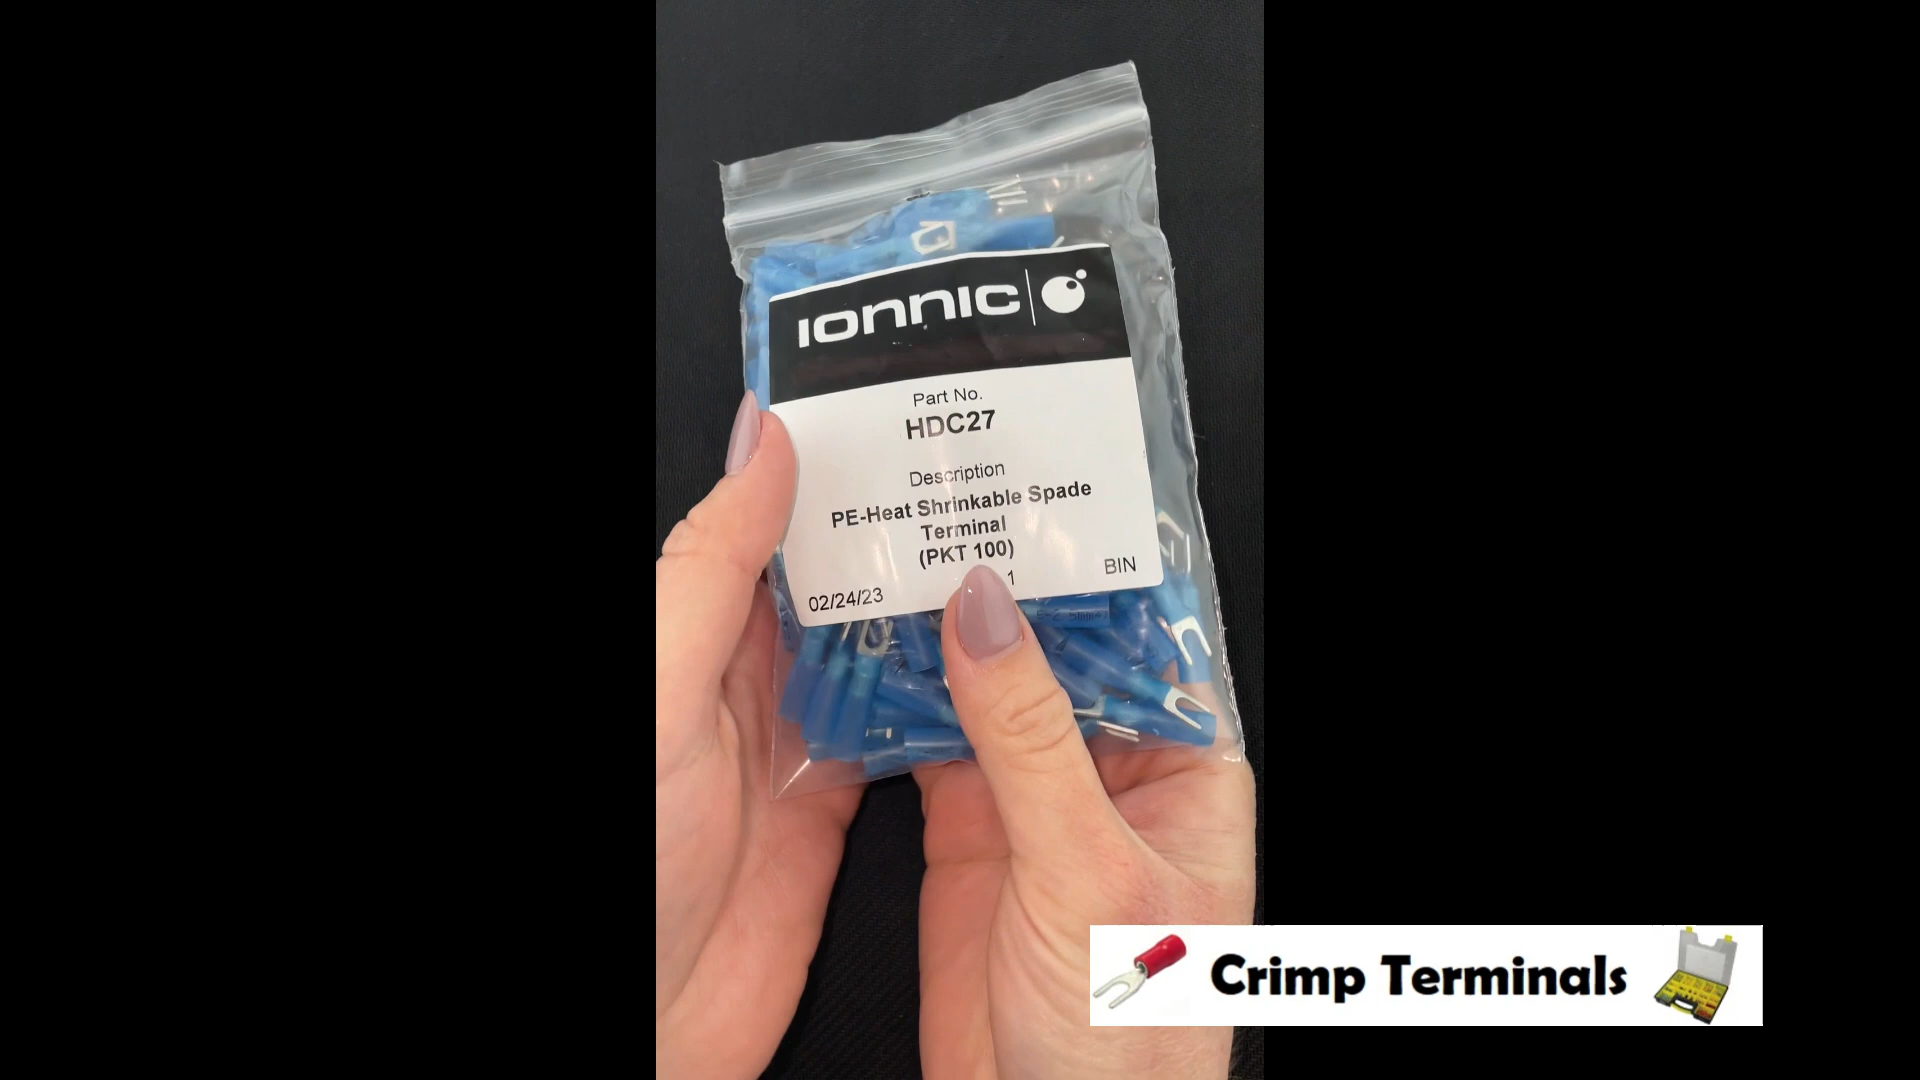 IONNIC
Part No.
HDC27
Description
PE-Heat Shrinkable Spade
Terminal
(PKT 100)
1
BIN
02/24/23
Crimp Terminals